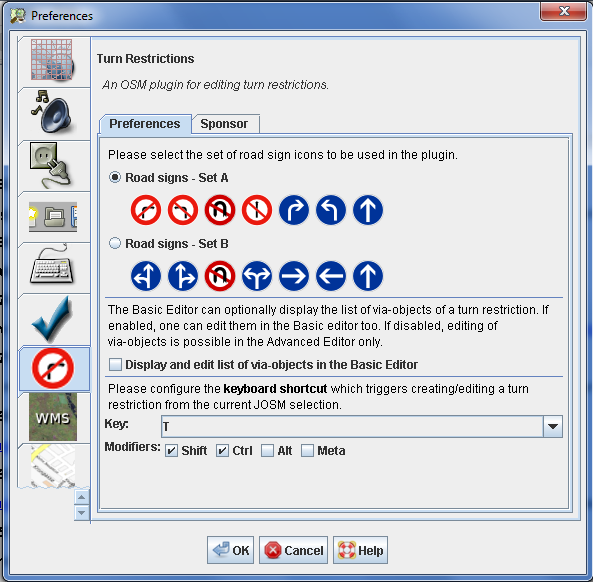 Preferences
Turn Restrictions
An OSM plugin for editing turn restrictions.
Preferences Sponsor
Please select the set of road sign icons to be used in the plugin.
Road signs - Set A
Road signs - Set B
The Basic Editor can optionally display the list of via-objects of a turn restriction. If
enabled, one can edit them in the Basic editor too. If disabled, editing of
via-objects is possible in the Advanced Editor only.
Display and edit list of via-objects in the Basic Editor
Please configure the keyboard shortcut which triggers creating/editing a turn
restriction from the current JOSM selection.
Key: T
Modifiers: Shift Ctrl Alt Meta
WMS
OK Cancel Help